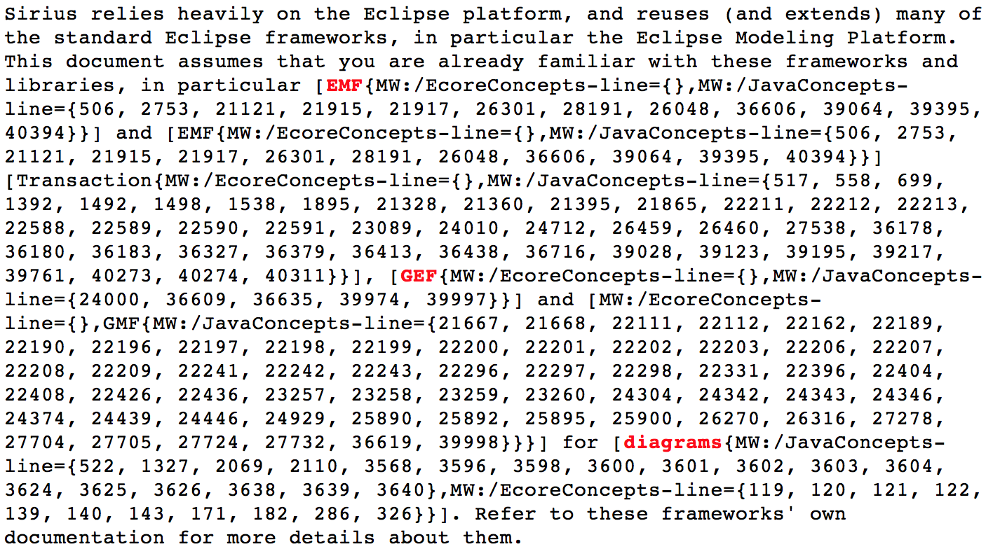 Sirius relies heavily on the Eclipse platform, and reuses (and extends) many of
the standard Eclipse frameworks, in particular the Eclipse Modeling Platform.
This document assumes that you are already familiar with these frameworks and
libraries, in particular [EMF{MW:/EcoreConcepts-line={},MW:/JavaConcepts-
line={506, 2753, 21121, 21915, 21917, 26301, 28191, 26048, 36606, 39064, 39395,
40394}}] and [EMF{MW:/EcoreConcepts-line={},MW:/JavaConcepts-line={506, 2753,
21121, 21915, 21917, 26301, 28191, 26048, 36606, 39064, 39395, 40394}}]
[Transaction{MW:/EcoreConcepts-line={},MW:/JavaConcepts-line={517, 558, 699,
1392, 1492, 1498, 1538, 1895, 21328, 21360, 21395, 21865, 22211, 22212, 22213,
22588, 22589, 22590, 22591, 23089, 24010, 24712, 26459, 26460, 27538, 36178,
36180, 36183, 36327, 36379, 36413, 36438, 36716, 39028, 39123, 39195, 39217,
39761, 40273, 40274, 40311}}], [GEF{MW:/EcoreConcepts-line={},MW:/JavaConcepts-
line={24000, 36609, 36635, 39974, 39997}}] and [MW:/EcoreConcepts-
line={},GMF{MW:/JavaConcepts-line={21667, 21668, 22111, 22112, 22162, 22189,
22190, 22196, 22197, 22198, 22199, 22200, 22201, 22202, 22203, 22206, 22207,
22208, 22209, 22241, 22242, 22243, 22296, 22297, 22298, 22331, 22396, 22404,
22408, 22426, 22436, 23257, 23258, 23259, 23260, 24304, 24342, 24343, 24346,
24374, 24439, 24446, 24929, 25890, 25892, 25895, 25900, 26270, 26316, 27278,
27704, 27705, 27724, 27732, 36619, 39998}}}] for [diagrams{MW:/JavaConcepts-
line={522, 1327, 2069, 2110, 3568, 3596, 3598, 3600, 3601, 3602, 3603, 3604,
3624, 3625, 3626, 3638, 3639, 3640},MW:/EcoreConcepts-line={119, 120, 121, 122,
139, 140, 143, 171, 182, 286, 326}}]. Refer to these frameworks' own
documentation for more details about them.